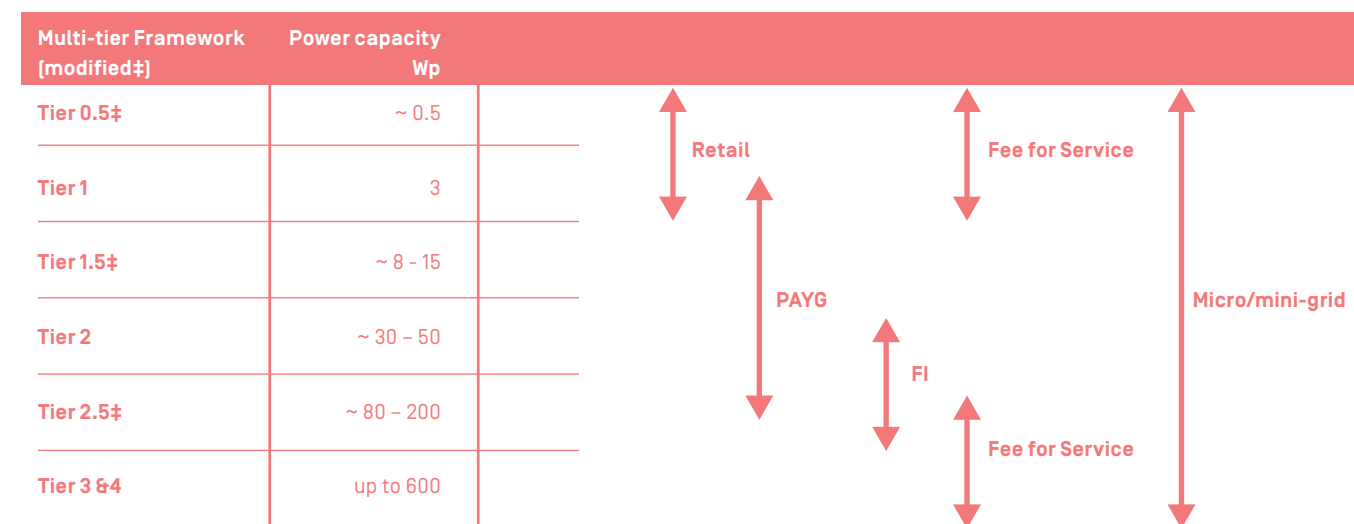 Multi-tier Framework Power capacity
(modified‡) Wp
Tier 0.5‡ ~ 0.5
Retail Fee for Service
Tier 1 3
Tier 1.5‡ ~ 8 - 15
PAYG Micro/mini-grid
Tier 2 ~ 30 – 50
FI
Tier 2.5‡ ~ 80 – 200
Fee for Service
Tier 3 &4 up to 600